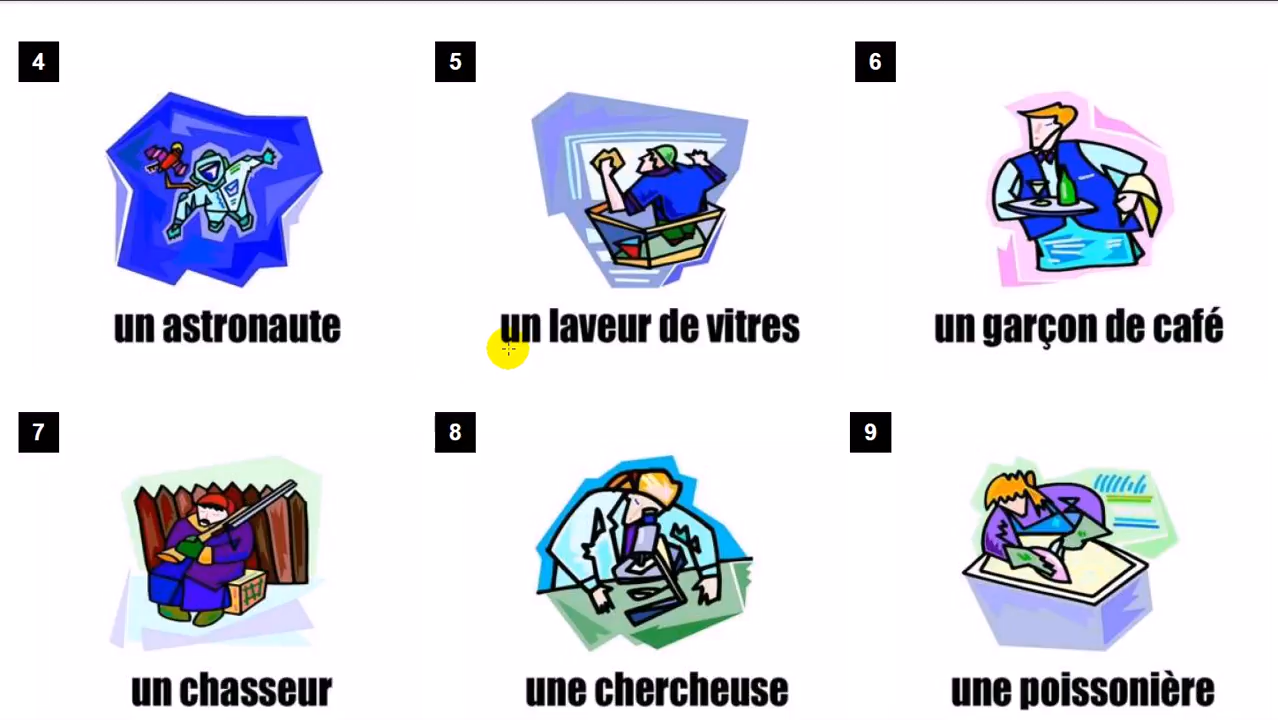 4
5
6
un astronaute
un laveur de vitres
un garçon de café
7
8
9
un chasseur
une chercheuse
une poissonière